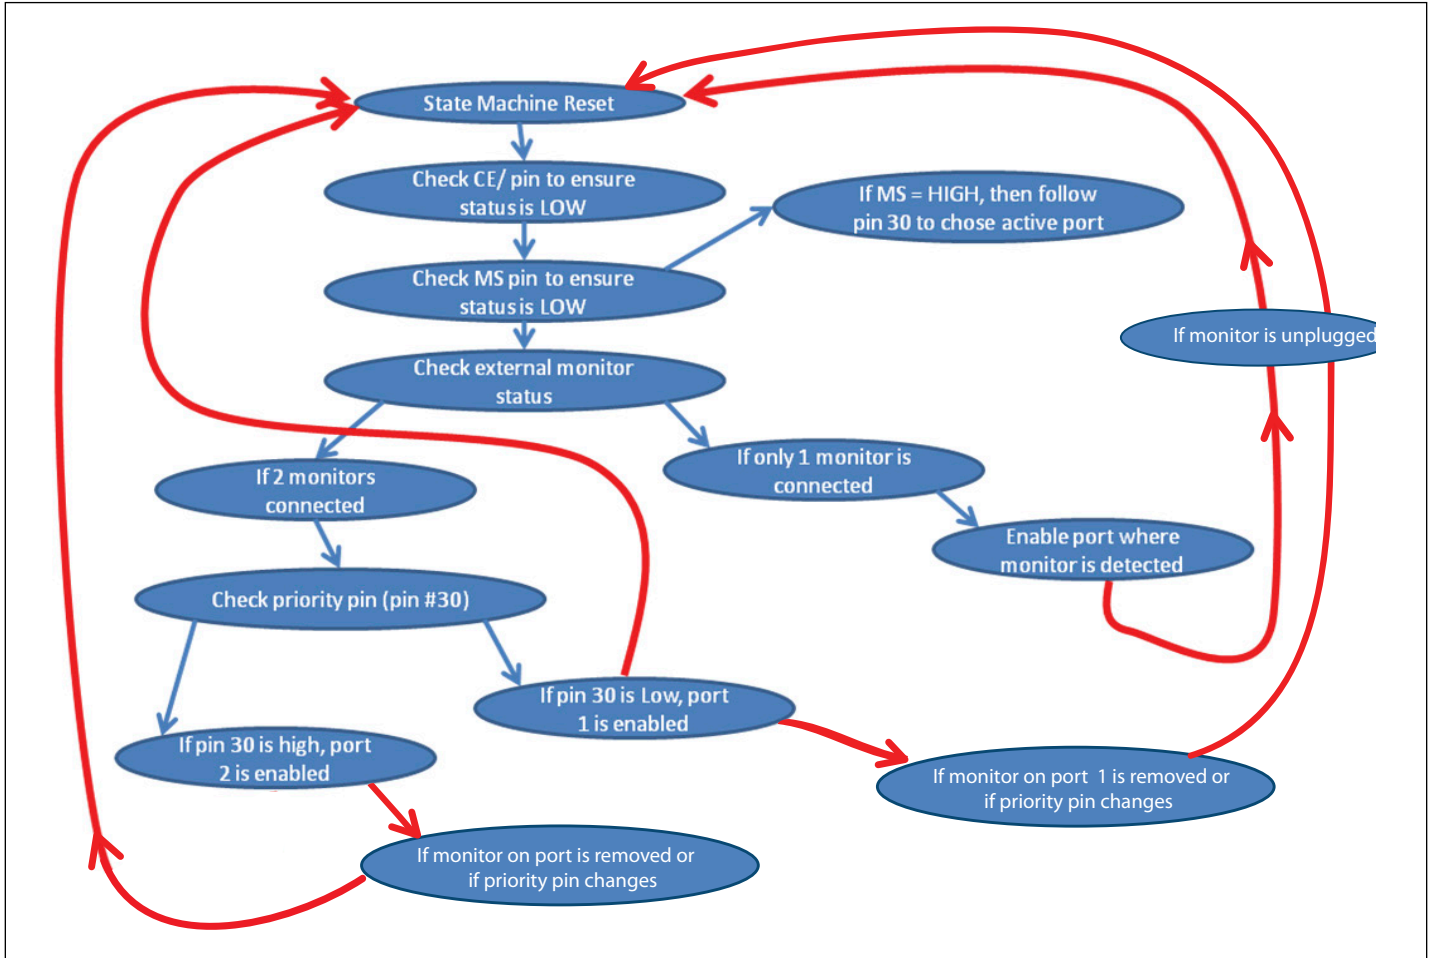 State Machine Reset
Check CE/ pin to ensure
status is LOW
If MS = HIGH, then follow
pin 30 to chose active port
Check MS pin to ensure
status is LOW
If monitor is unplugged
Check external monitor
status
If only 1 monitor is
connected
If 2 monitors
connected
Enable port where
monitor is detected
Check priority pin (pin #30)
If pin 30 is Low, port
1 is enabled
If pin 30 is high, port
2 is enabled
If monitor on port  1 is removed or
if priority pin changes
If monitor on port is removed or
if priority pin changes